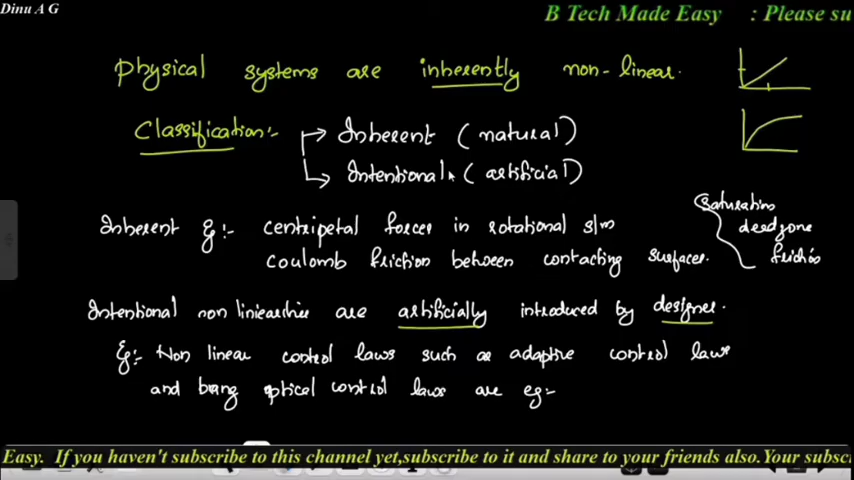 Dinu A G
B Tech Made Easy : Please su
Physical systems are inherently non-linear.
Classification:-
Inherent (natural)
Intentional (artificial)
Inherent Eg:- centripetal forces in rotational s/m
coulomb friction between contacting surfaces.
saturation
deadzone
friction
Intentional non linearities are artificially introduced by designer.
Eg:- Non linear control laws such as adaptive control laws
and bang optical control laws are eg:-
Easy. If you haven't subscribe to this channel yet,subscribe to it and share to your friends also.Your subsc